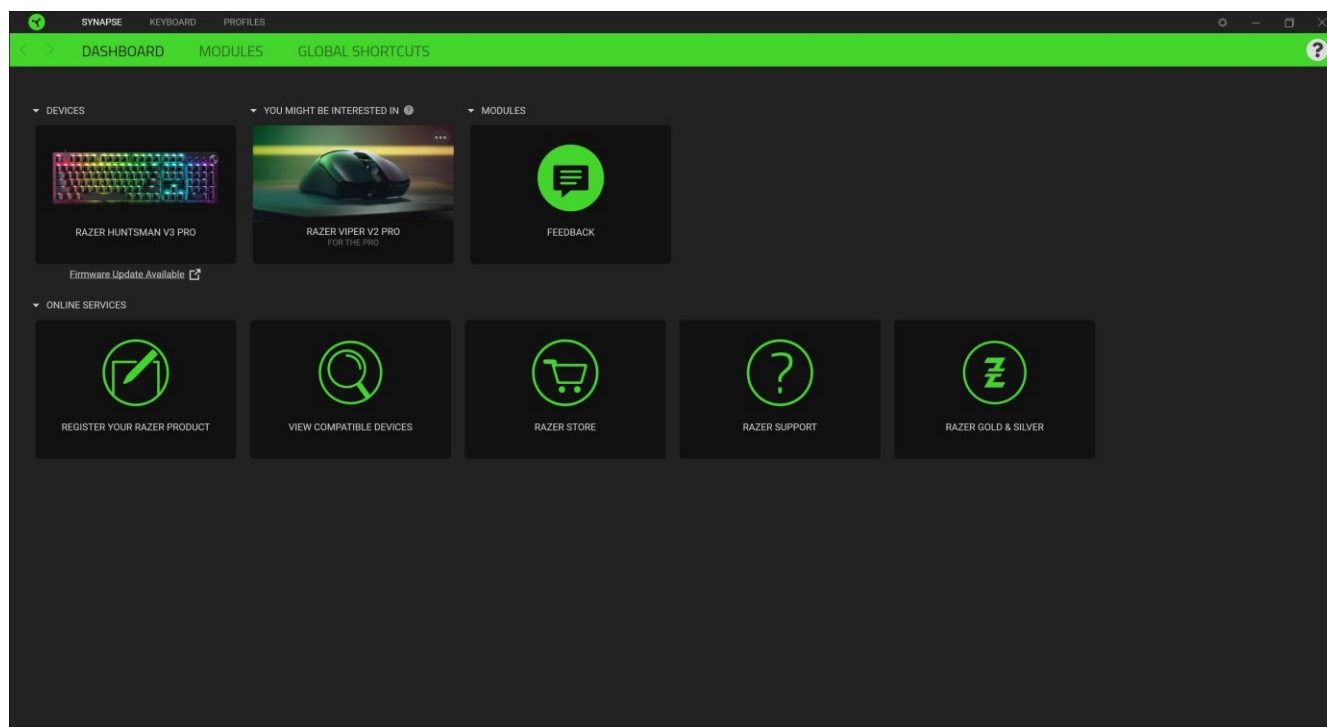 SYNAPSE KEYBOARD PROFILES
DASHBOARD MODULES GLOBAL SHORTCUTS
?
DEVICES
YOU MIGHT BE INTERESTED IN ?
MODULES
RAZER HUNTSMAN V3 PRO
RAZER VIPER V2 PRO
FOR THE PRO
FEEDBACK
Firmware Update Available
ONLINE SERVICES
REGISTER YOUR RAZER PRODUCT
VIEW COMPATIBLE DEVICES
RAZER STORE
RAZER SUPPORT
RAZER GOLD & SILVER